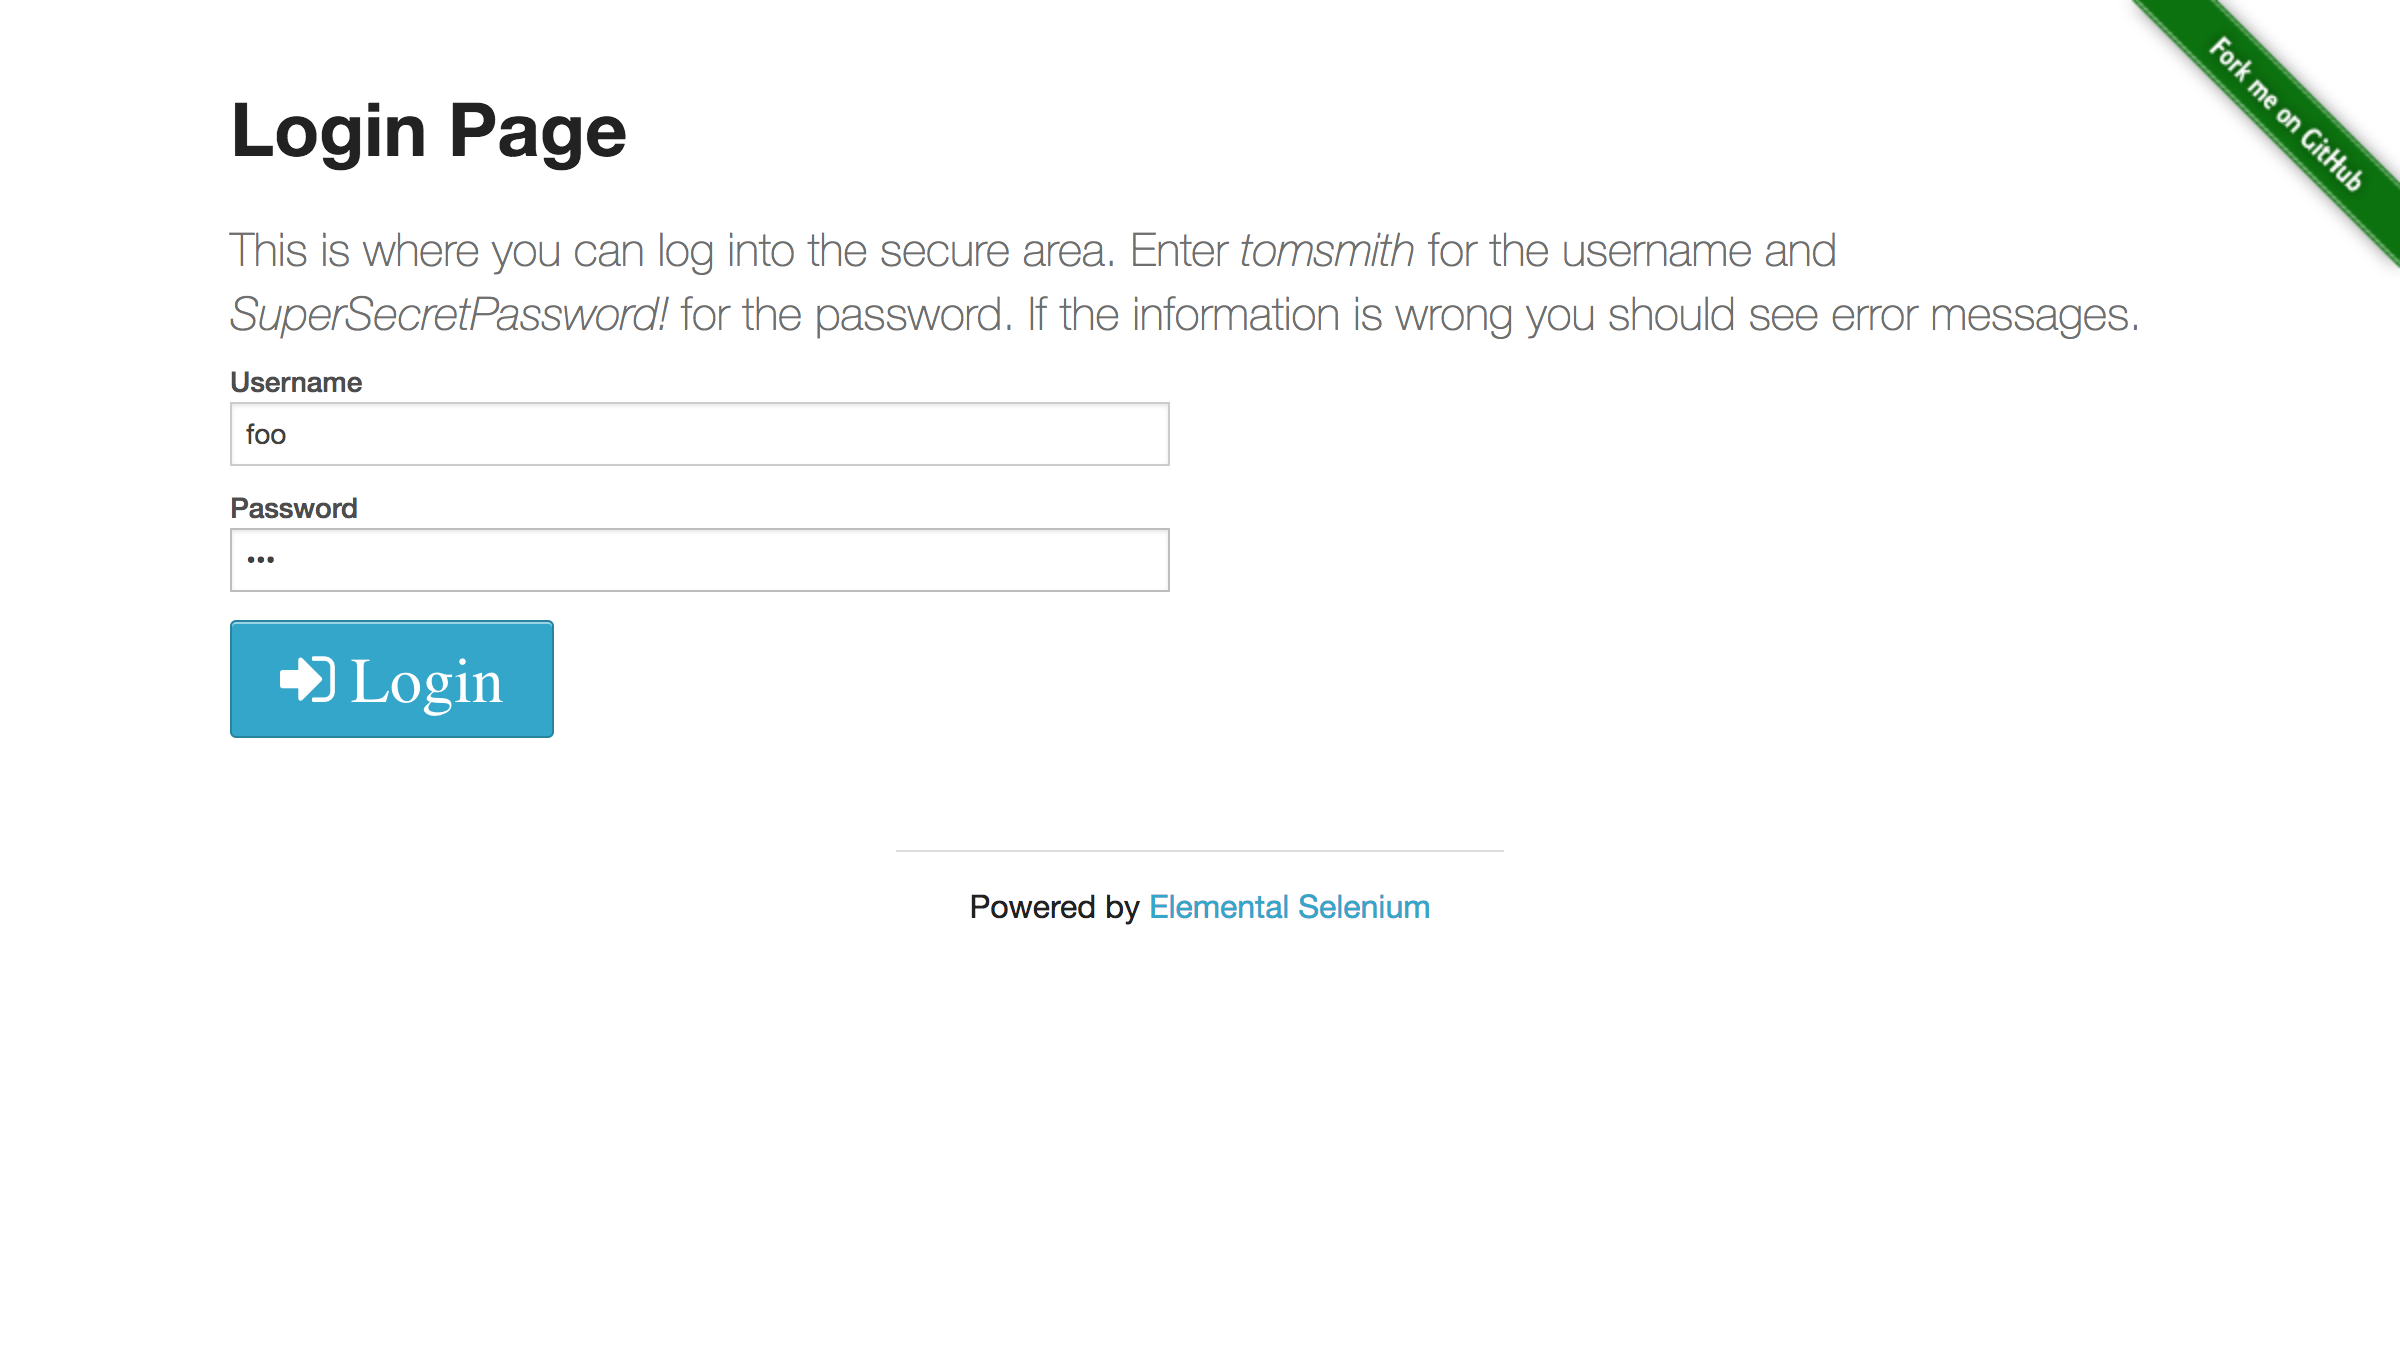 Fork me on GitHub
Login Page
This is where you can log into the secure area. Enter tomsmith for the username and
SuperSecretPassword! for the password. If the information is wrong you should see error messages.
Username
foo
Password
•••
Login
Powered by Elemental Selenium